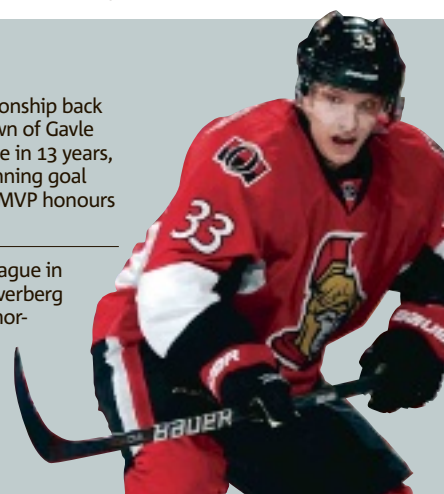 onship back
wn of Gavle
e in 13 years,
nning goal
MVP honours
ague in
verberg
nor-
33
33
BAUER